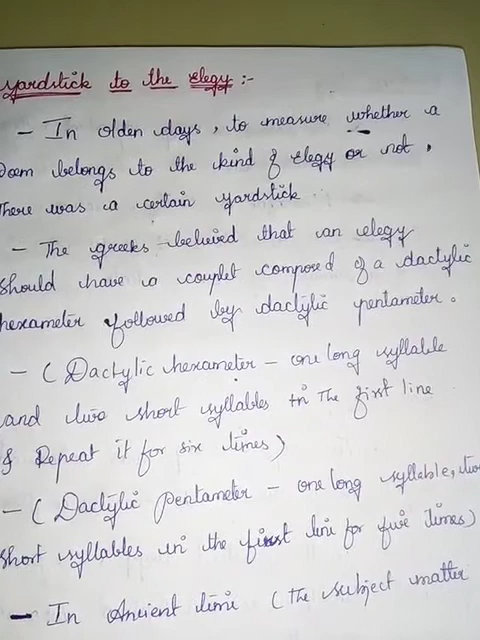 yardstick to the Elegy :-
- In olden days, to measure whether a
poem belongs to the kind of Elegy or not,
There was a certain yardstick
- The greeks believed that an elegy
should have a couplet composed of a dactylic
hexameter followed by dactylic pentameter.
- (Dactylic hexameter - one long syllable
and two short syllables in The first line
& Repeat it for six times)
- (Dactylic pentameter - one long syllable, two
short syllables in the first line for five times)
- In Ancient time (the subject matter